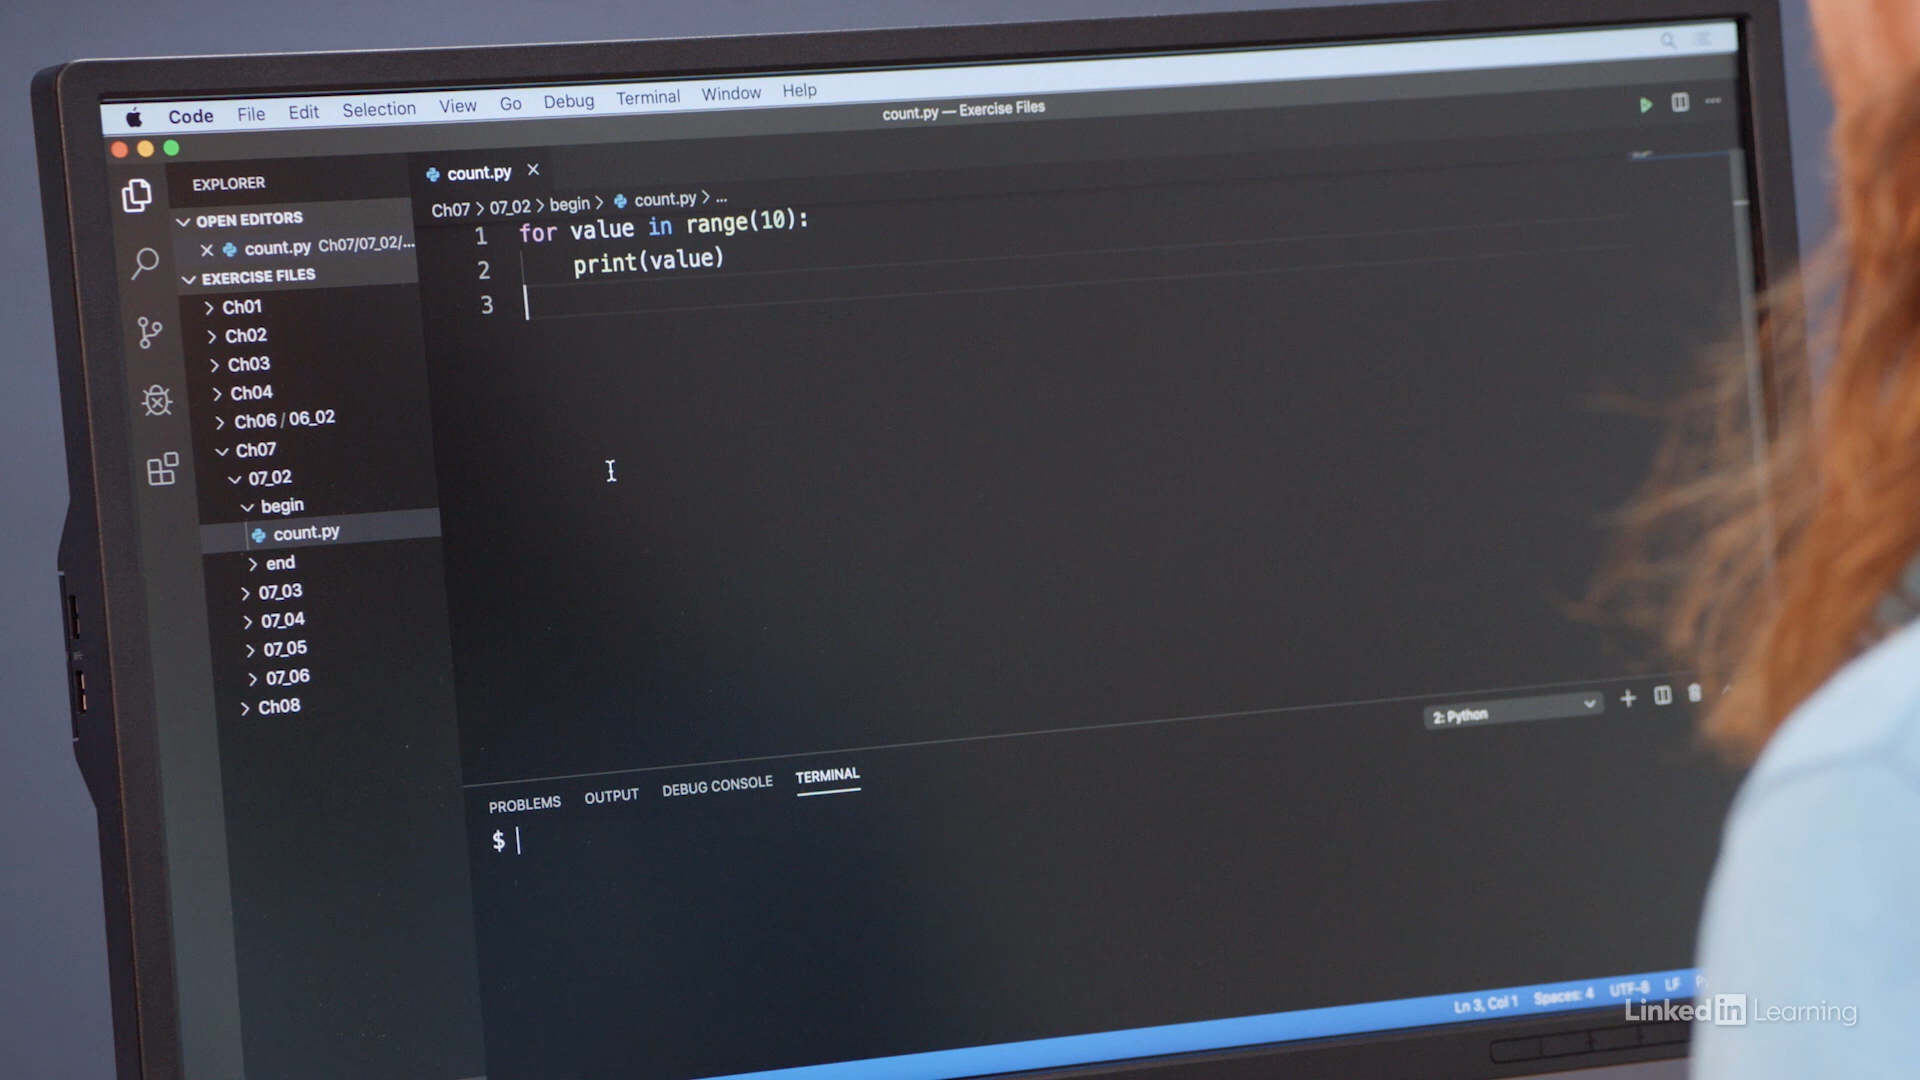 Code File Edit Selection View Go Debug Terminal Window Help
count.py — Exercise Files
EXPLORER
OPEN EDITORS
count.py Ch07/07_02/...
EXERCISE FILES
Ch01
Ch02
Ch03
Ch04
Ch06 / 06_02
Ch07
07_02
begin
count.py
end
07_03
07_04
07_05
07_06
Ch08
count.py
Ch07 > 07_02 > begin > count.py > ...
1 for value in range(10):
2 print(value)
3
2: Python
PROBLEMS OUTPUT DEBUG CONSOLE TERMINAL
$
Ln 3, Col 1 Spaces: 4 UTF-8 LF
LinkedIn Learning